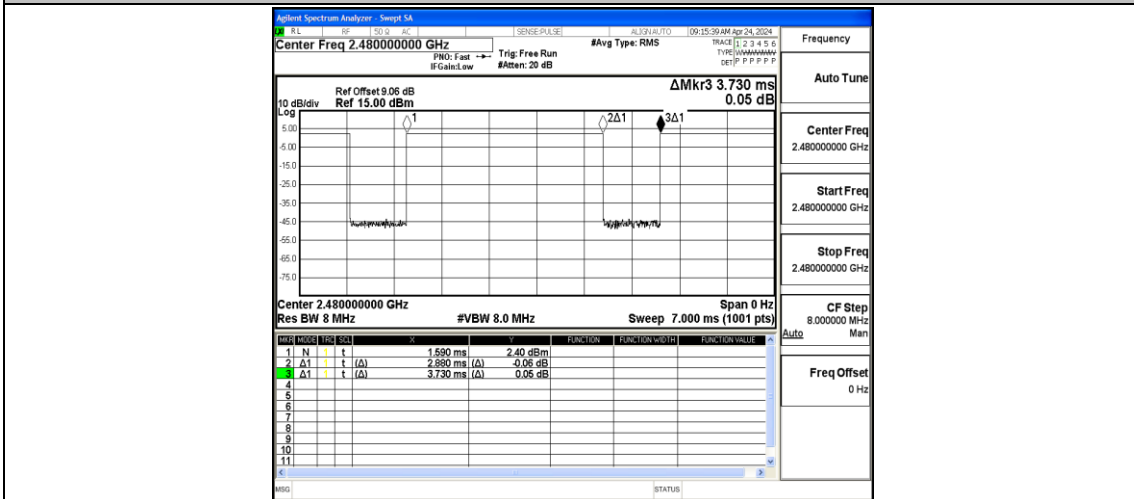 Agilent Spectrum Analyzer - Swept SA
RL RF 50 Ω AC SENSE:PULSE ALIGN AUTO 09:15:39 AM Apr 24, 2024
Center Freq 2.480000000 GHz #Avg Type: RMS TRACE 1 2 3 4 5 6
PNO: Fast Trig: Free Run TYPE
IFGain:Low #Atten: 20 dB DET P P P P P P
Frequency
Auto Tune
Center Freq
2.480000000 GHz
Start Freq
2.480000000 GHz
Stop Freq
2.480000000 GHz
CF Step
8.000000 MHz
Auto Man
Freq Offset
0 Hz
ΔMkr3 3.730 ms
0.05 dB
Ref Offset 9.06 dB
10 dB/div Ref 15.00 dBm
Log
1 2Δ1 3Δ1
5.00
-5.00
-15.0
-25.0
-35.0
-45.0
-55.0
-65.0
-75.0
Center 2.480000000 GHz Span 0 Hz
Res BW 8 MHz #VBW 8.0 MHz Sweep 7.000 ms (1001 pts)
MKR MODE TRC SCL X Y FUNCTION FUNCTION WIDTH FUNCTION VALUE
1 N 1 t 1.590 ms 2.40 dBm
2 Δ1 1 t (Δ) 2.880 ms (Δ) -0.06 dB
3 Δ1 1 t (Δ) 3.730 ms (Δ) 0.05 dB
4
5
6
7
8
9
10
11
MSG STATUS